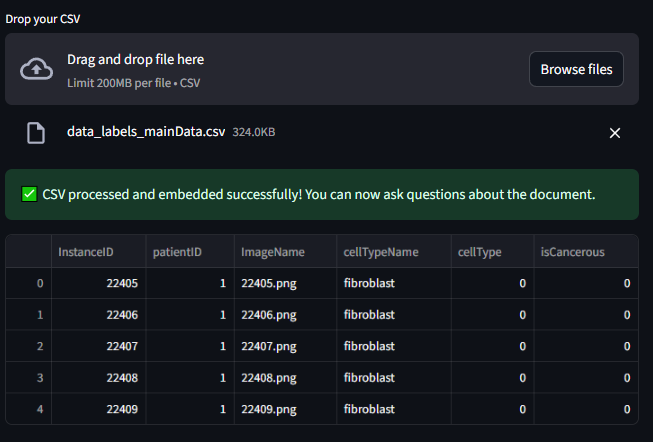 Drop your CSV
Drag and drop file here
Limit 200MB per file • CSV
Browse files
data_labels_mainData.csv 324.0KB
✅ CSV processed and embedded successfully! You can now ask questions about the document.
InstanceID patientID ImageName cellTypeName cellType isCancerous
0 22405 1 22405.png fibroblast 0 0
1 22406 1 22406.png fibroblast 0 0
2 22407 1 22407.png fibroblast 0 0
3 22408 1 22408.png fibroblast 0 0
4 22409 1 22409.png fibroblast 0 0